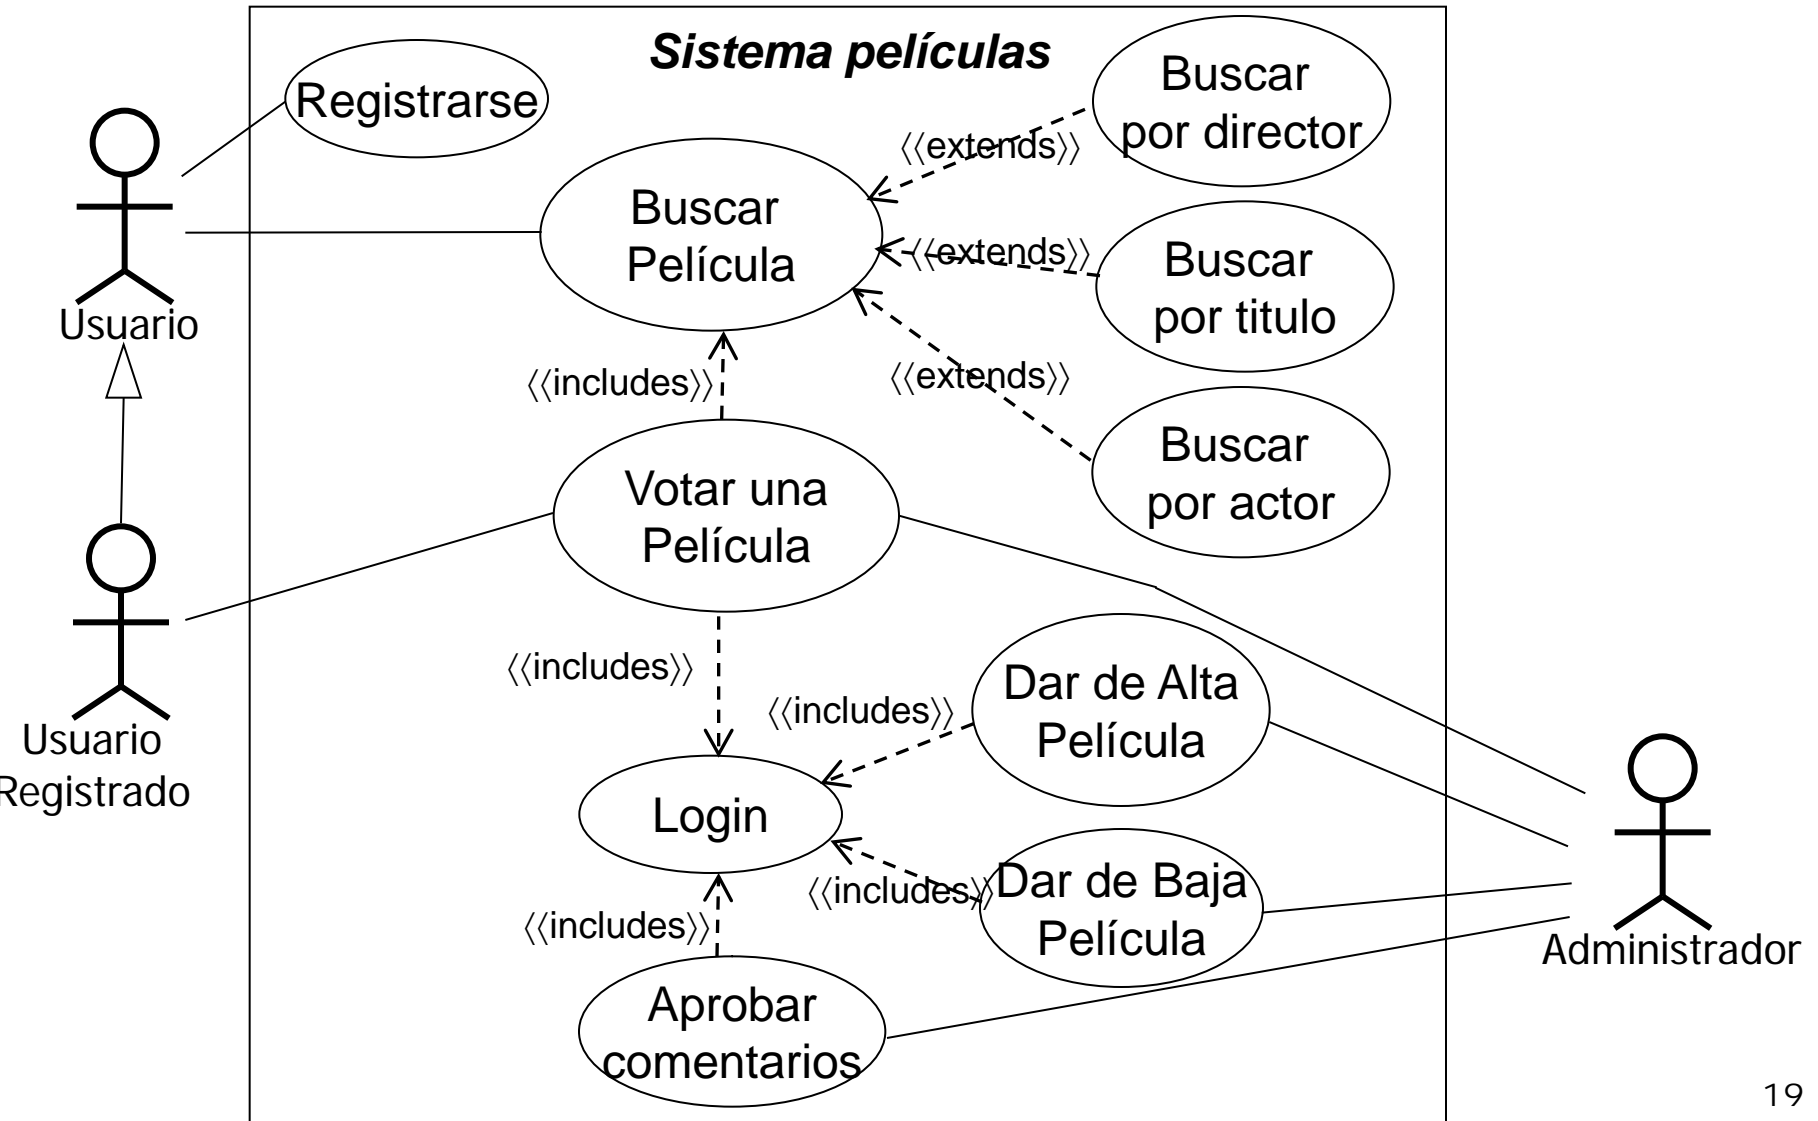 Sistema películas
Registrarse
Buscar
por director
〈〈extends〉〉
Buscar
Película
〈〈extends〉〉
Buscar
por titulo
Usuario
〈〈includes〉〉
〈〈extends〉〉
Buscar
por actor
Votar una
Película
〈〈includes〉〉
Dar de Alta
Película
〈〈includes〉〉
Usuario
Registrado
Login
〈〈includes〉〉
Dar de Baja
Película
〈〈includes〉〉
Administrador
Aprobar
comentarios
19